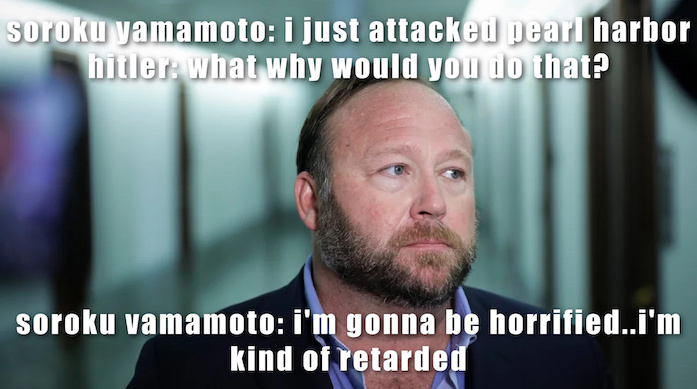 soroku yamamoto: i just attacked pearl harbor
hitler: what why would you do that?
soroku vamamoto: i'm gonna be horrified..i'm
kind of retarded